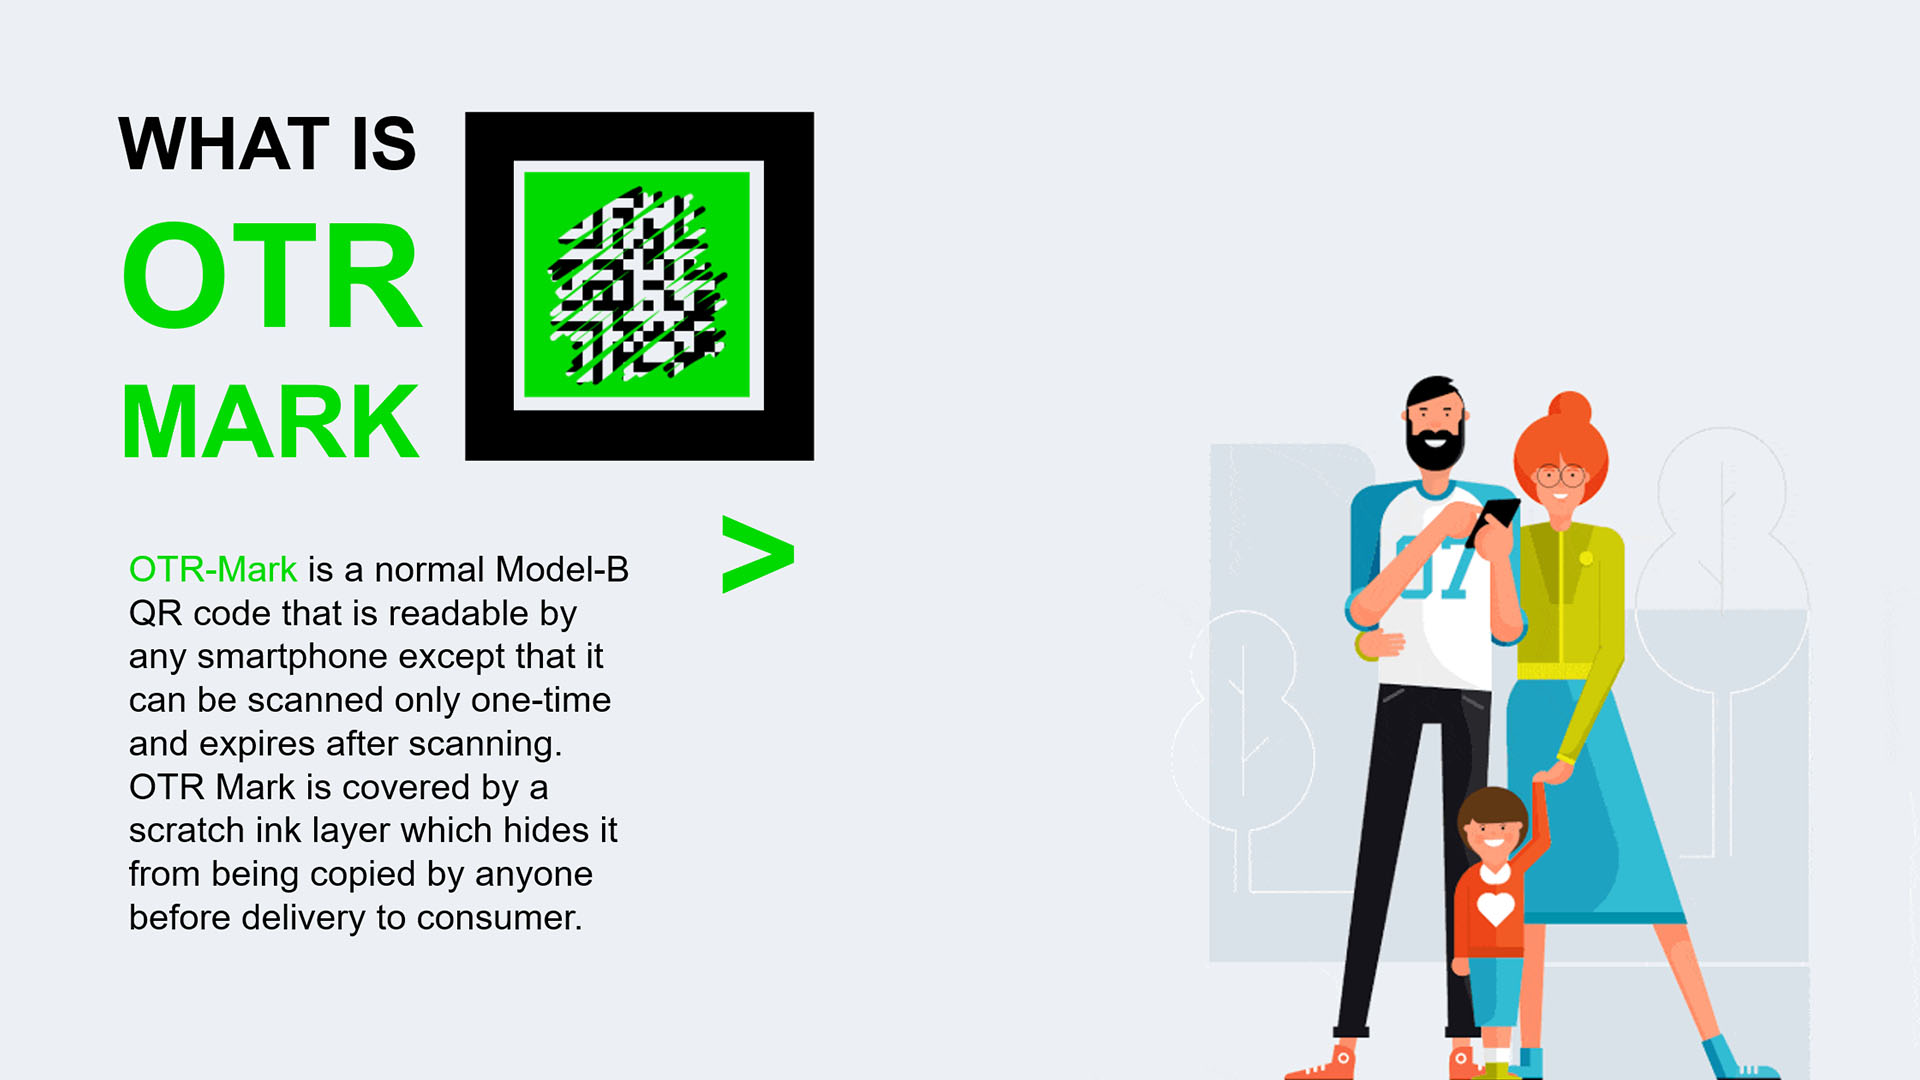 WHAT IS
OTR
MARK
>
OTR-Mark is a normal Model-B
QR code that is readable by
any smartphone except that it
can be scanned only one-time
and expires after scanning.
OTR Mark is covered by a
scratch ink layer which hides it
from being copied by anyone
before delivery to consumer.
07